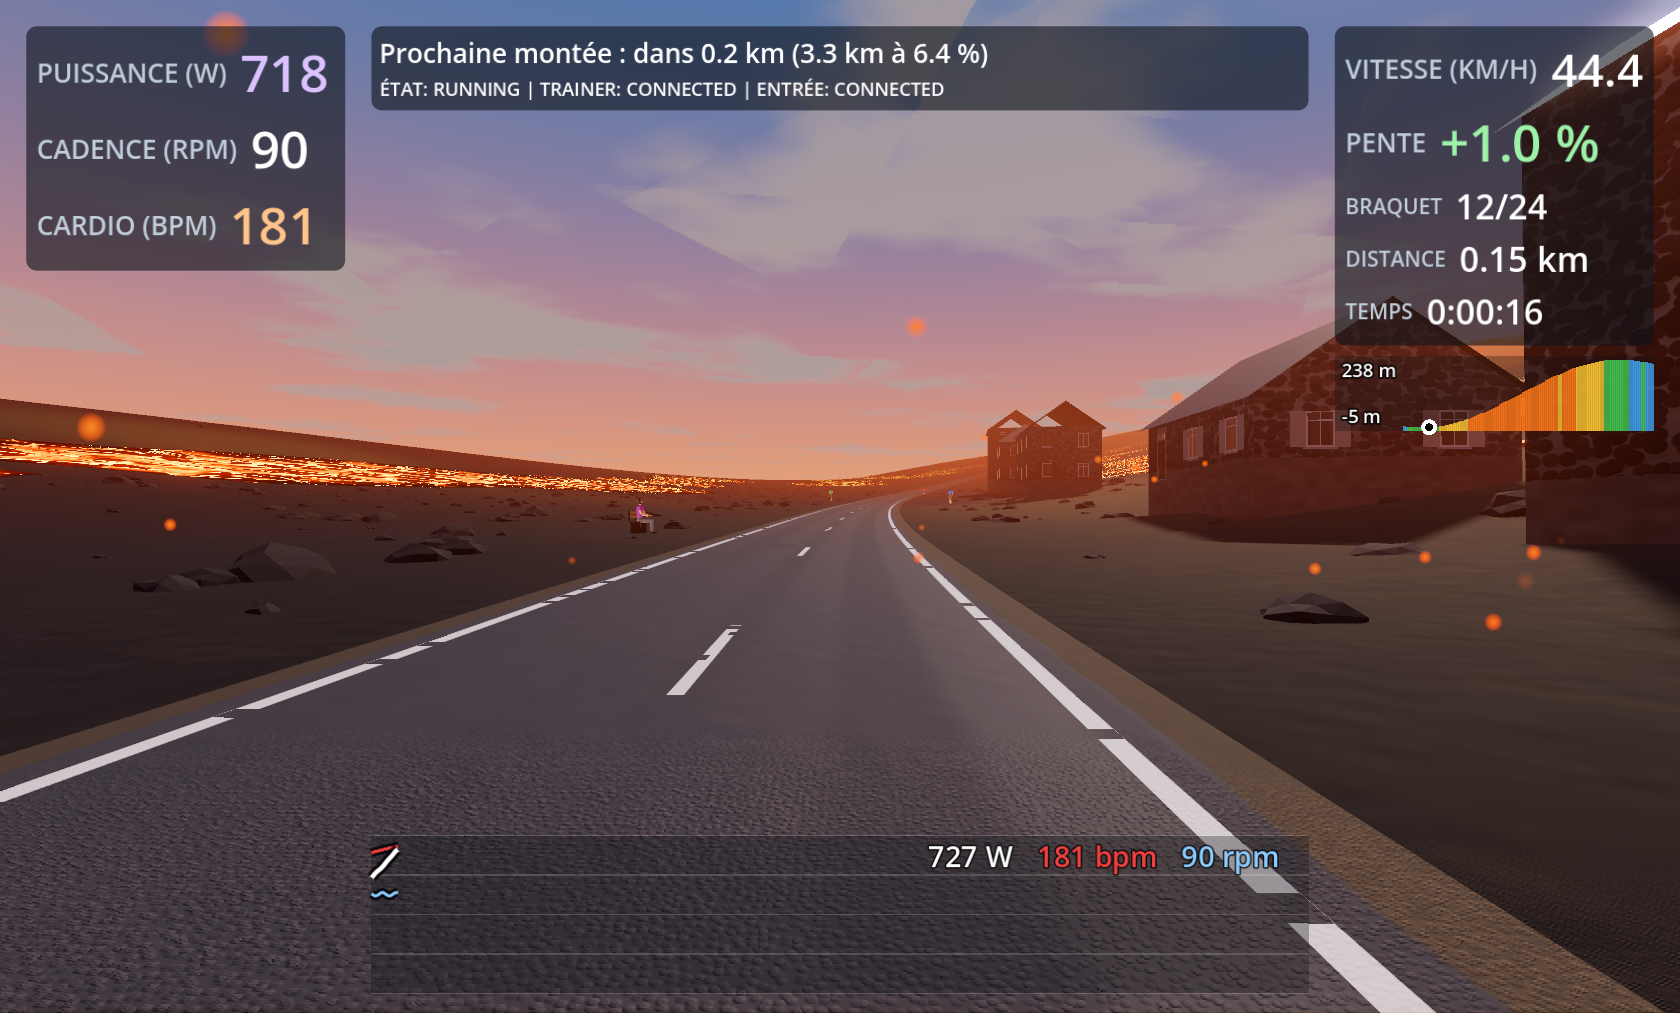 PUISSANCE (W) 718
CADENCE (RPM) 90
CARDIO (BPM) 181
Prochaine montée : dans 0.2 km (3.3 km à 6.4 %)
ÉTAT: RUNNING | TRAINER: CONNECTED | ENTRÉE: CONNECTED
VITESSE (KM/H) 44.4
PENTE +1.0 %
BRAQUET 12/24
DISTANCE 0.15 km
TEMPS 0:00:16
238 m
-5 m
727 W 181 bpm 90 rpm